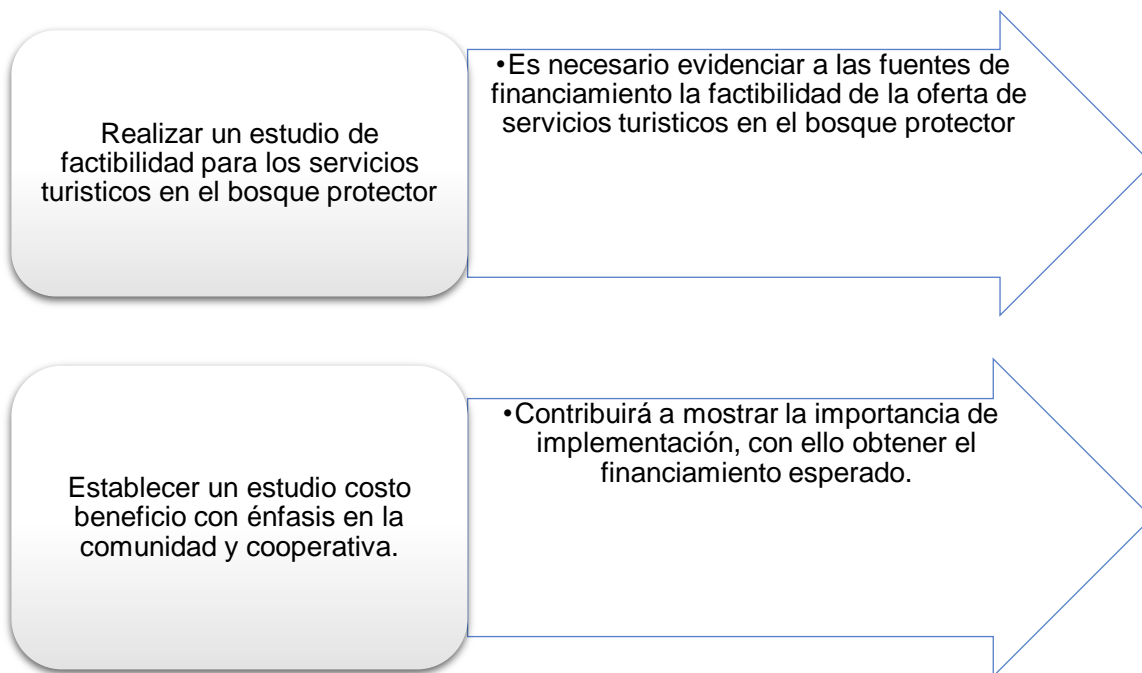 Realizar un estudio de
factibilidad para los servicios
turisticos en el bosque protector
•Es necesario evidenciar a las fuentes de
financiamiento la factibilidad de la oferta de
servicios turisticos en el bosque protector
Establecer un estudio costo
beneficio con énfasis en la
comunidad y cooperativa.
•Contribuirá a mostrar la importancia de
implementación, con ello obtener el
financiamiento esperado.